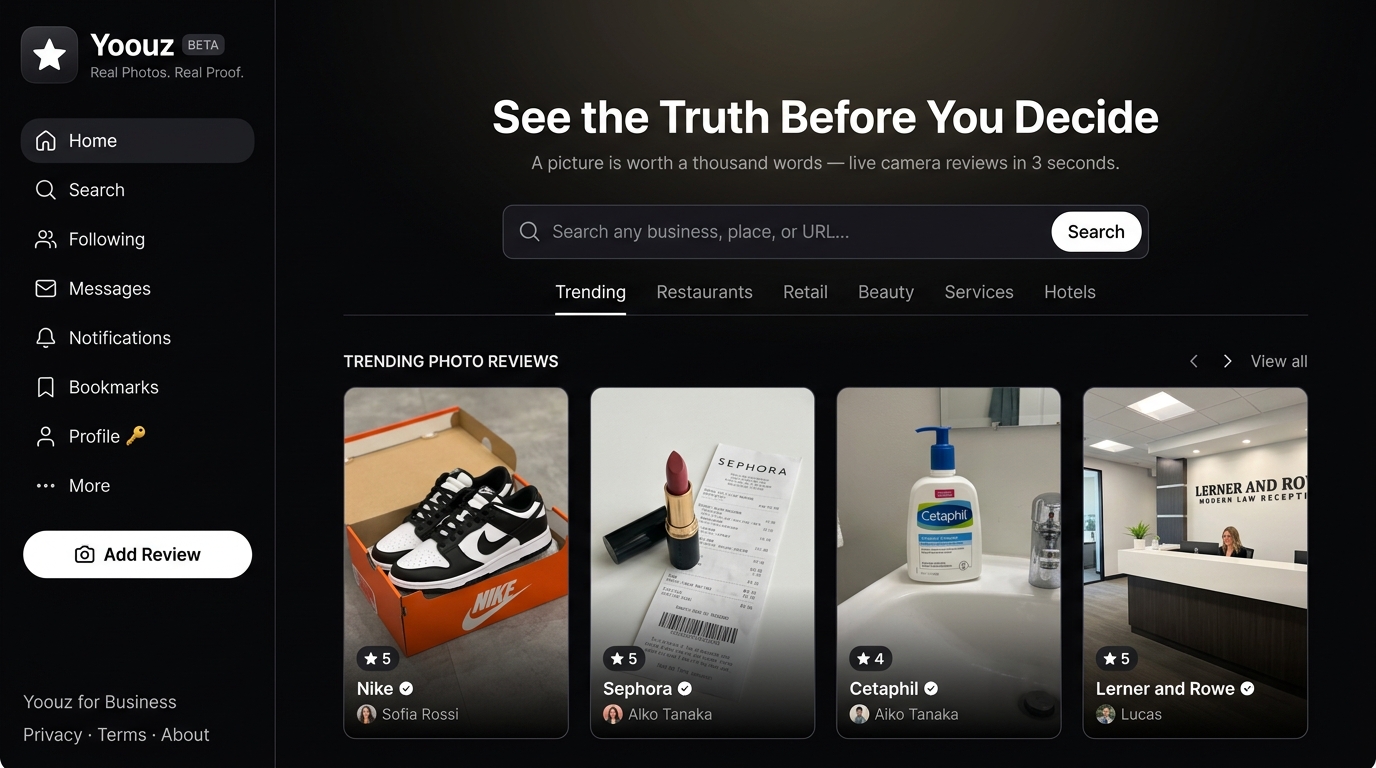 Yoouz BETA
Real Photos. Real Proof.
Home
Search
Following
Messages
Notifications
Bookmarks
Profile 🔑
More
Add Review
Yoouz for Business
Privacy · Terms · About
See the Truth Before You Decide
A picture is worth a thousand words — live camera reviews in 3 seconds.
Search any business, place, or URL...
Search
Trending
Restaurants
Retail
Beauty
Services
Hotels
TRENDING PHOTO REVIEWS
View all
NIKE
5
Nike
Sofia Rossi
SEPHORA
5
Sephora
Alko Tanaka
Cetaphil
4
Cetaphil
Aiko Tanaka
LERNER AND RO
MODERN LAW RECEPTI
5
Lerner and Rowe
Lucas